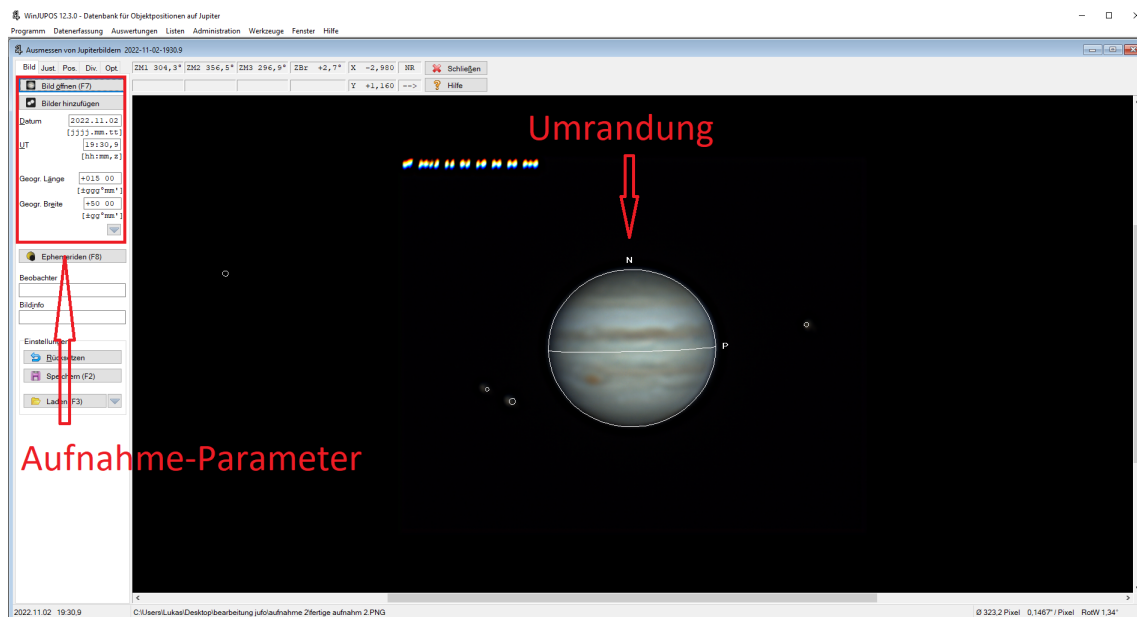 WinJUPOS 12.3.0 - Datenbank für Objektpositionen auf Jupiter
Programm Datenerfassung Auswertungen Listen Administration Werkzeuge Fenster Hilfe
Ausmessen von Jupiterbildern 2022-11-02-1930.9
Bild Just. Pos. Div. Opt. ZM1 304,3° ZM2 356,5° ZM3 296,9° ZBr +2,7° X -2,980 NR Schließen
Bild öffnen (F7) Y +1,160 --> Hilfe
Bilder hinzufügen
Datum 2022.11.02
[jjjj.mm.tt]
UT 19:30,9
[hh:mm,z]
Geogr. Länge +015 00
[±ggg°mm']
Geogr. Breite +50 00
[±gg°mm']
Umrandung
N
P
Ephemeriden (F8)
Beobachter
Bildinfo
Einstellungen
Rücksetzen
Speichern (F2)
Laden (F3)
Aufnahme-Parameter
2022.11.02 19:30,9 C:\Users\Lukas\Desktop\bearbeitung jufo\aufnahme 2\fertige aufnahm 2.PNG Ø 323,2 Pixel 0,1467"/Pixel RotW 1,34°